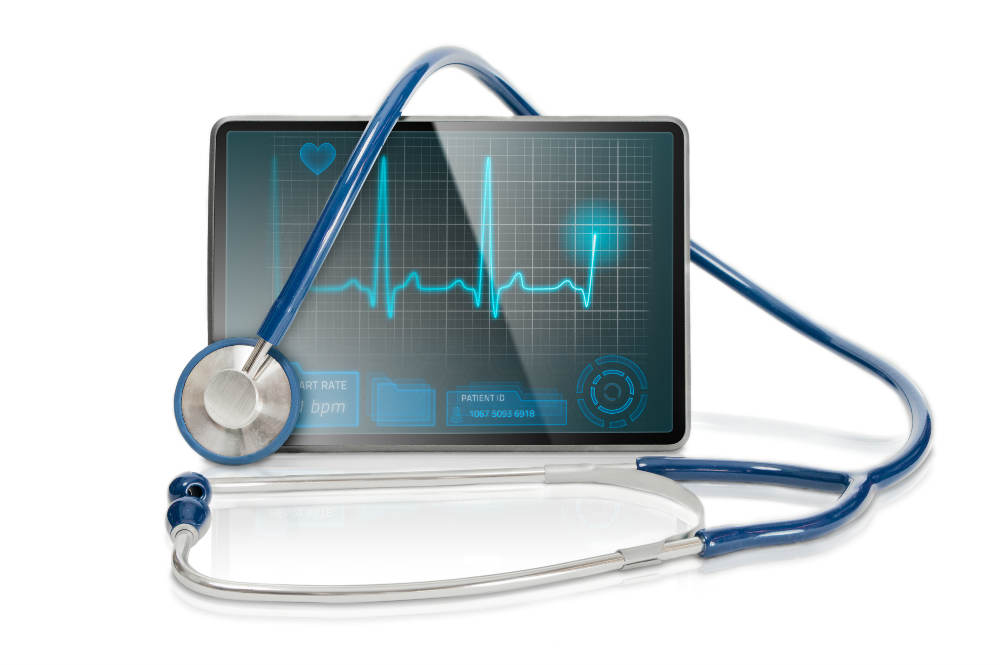 ART RATE
bpm
PATIENT ID
1067 5093 6918